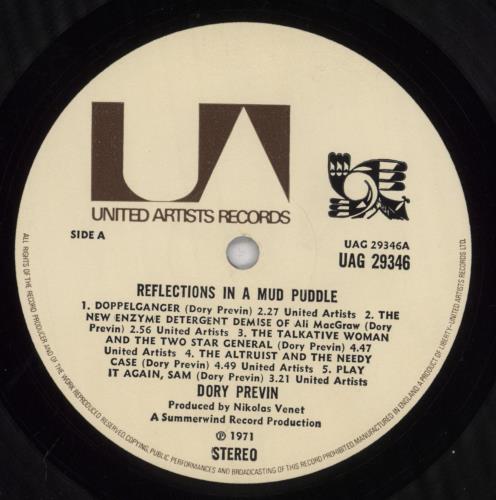 UA
UNITED ARTISTS RECORDS
SIDE A
UAG 29346A
UAG 29346
REFLECTIONS IN A MUD PUDDLE
1. DOPPELGANGER (Dory Previn) 2.27 United Artists 2. THE
NEW ENZYME DETERGENT DEMISE OF Ali MacGraw (Dory
Previn) 2.56 United Artists 3. THE TALKATIVE WOMAN
AND THE TWO STAR GENERAL (Dory Previn) 4.47
United Artists 4. THE ALTRUIST AND THE NEEDY
CASE (Dory Previn) 4.49 United Artists 5. PLAY
IT AGAIN, SAM (Dory Previn) 3.21 United Artists
DORY PREVIN
Produced by Nikolas Venet
A Summerwind Record Production
℗ 1971
STEREO
ALL RIGHTS OF THE RECORD PRODUCER AND OF THE WORK REPRODUCED RESERVED. COPYING, PUBLIC PERFORMANCES AND BROADCASTING OF THIS RECORD PROHIBITED. MANUFACTURED IN ENGLAND. A PRODUCT OF LIBERTY-UNITED ARTISTS RECORDS LTD.